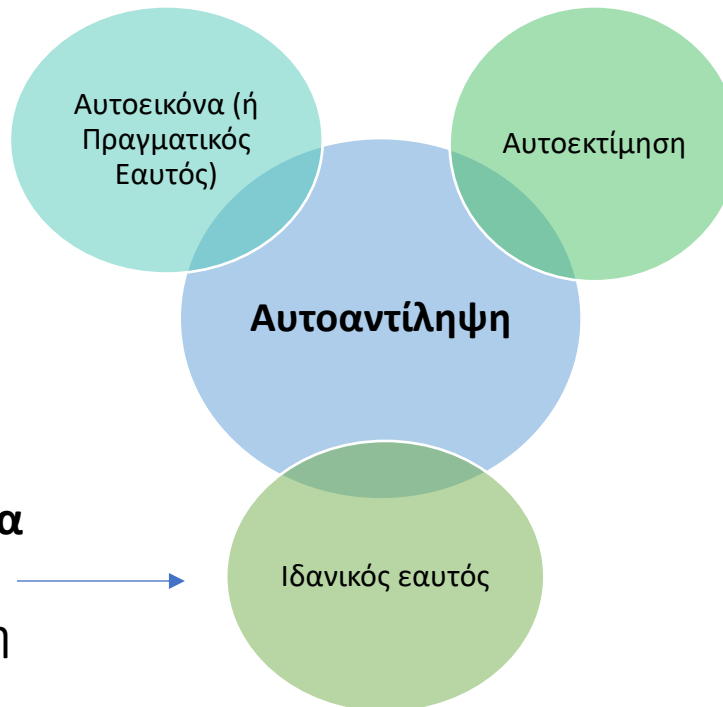 Αυτοεικόνα (ή
Πραγματικός
Εαυτός)
Αυτοεκτίμηση
Αυτοαντίληψη
α
Ιδανικός εαυτός
η